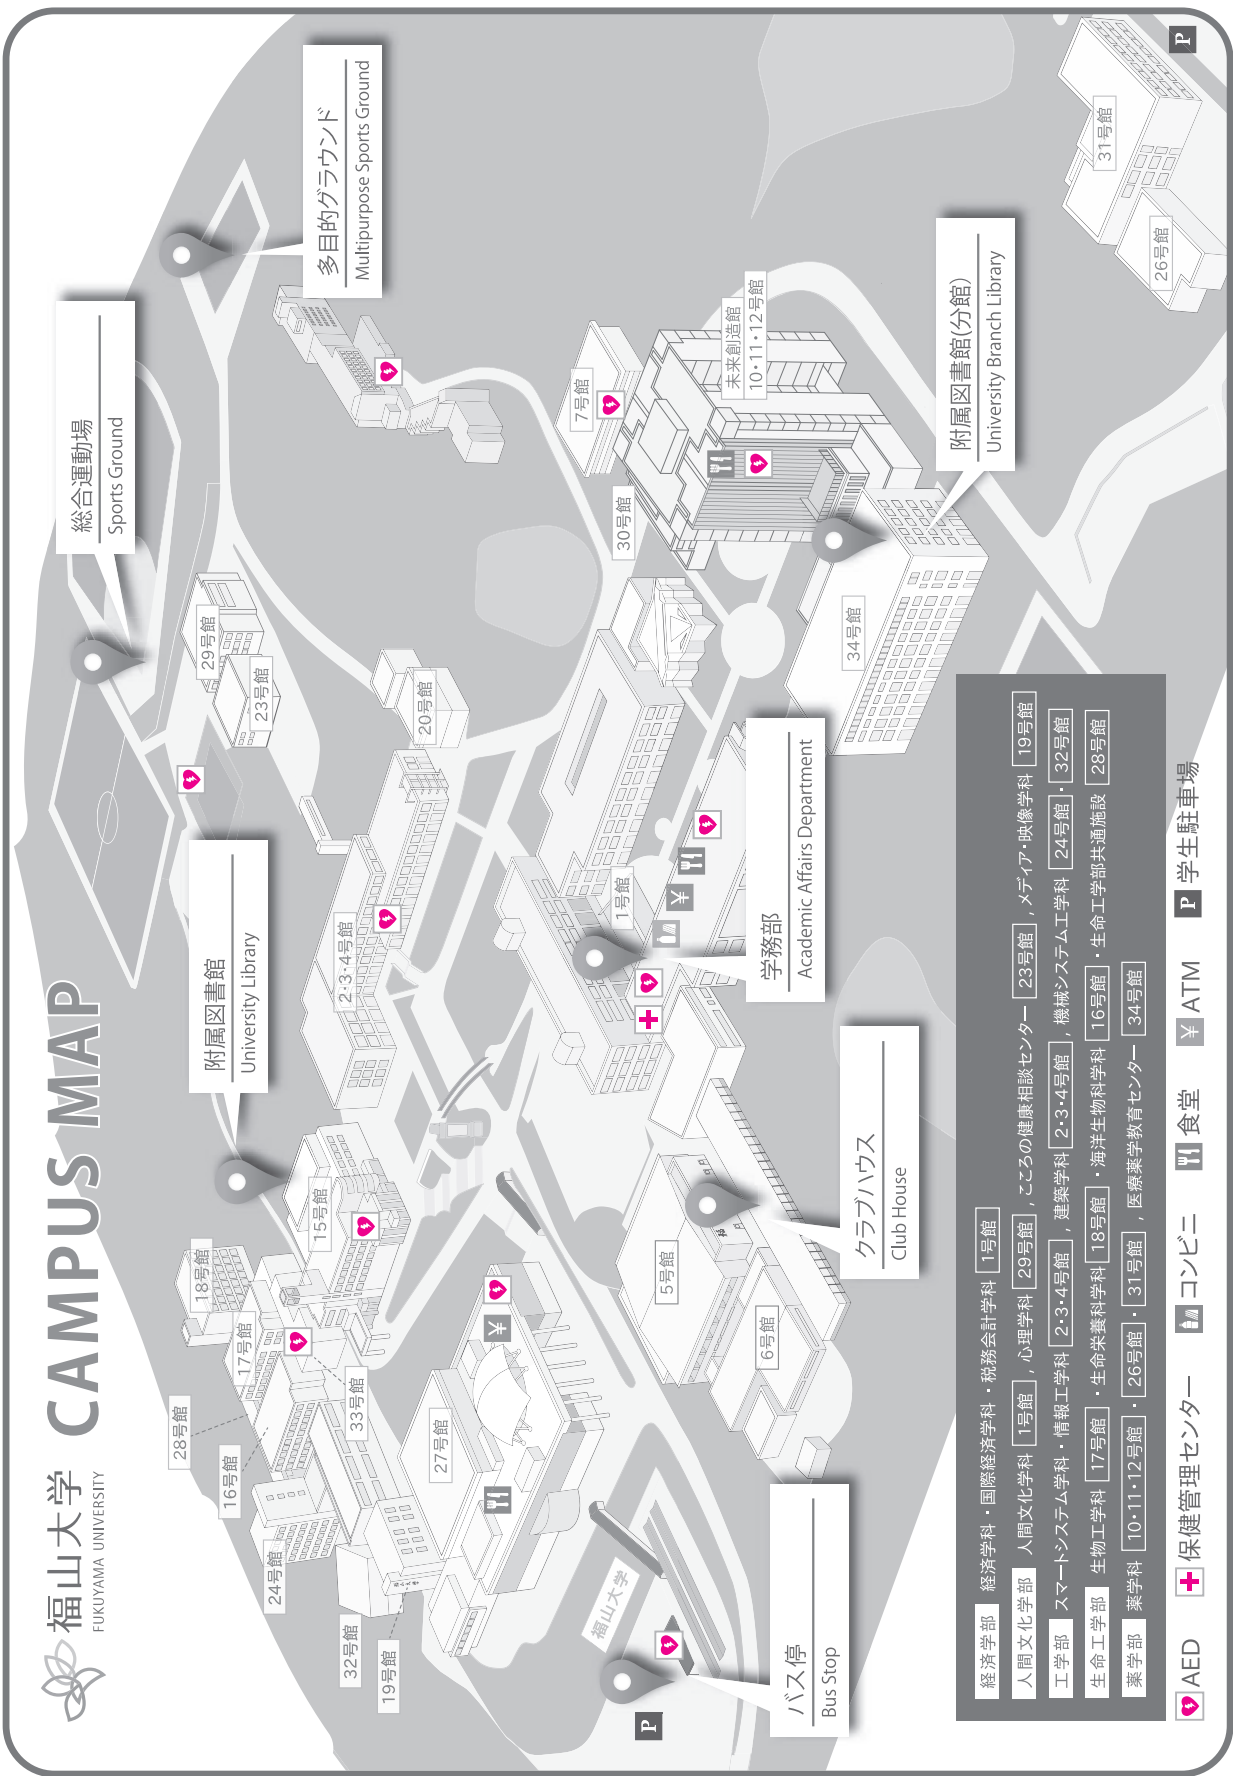 福山大学
FUKUYAMA UNIVERSITY
CAMPUS MAP
総合運動場
Sports Ground
多目的グラウンド
Multipurpose Sports Ground
附属図書館
University Library
29号館
23号館
20号館
2・3・4号館
18号館
17号館
15号館
28号館
16号館
24号館
33号館
32号館
19号館
27号館
7号館
30号館
未来創造館
10・11・12号館
31号館
26号館
附属図書館(分館)
University Branch Library
34号館
1号館
学務部
Academic Affairs Department
5号館
6号館
クラブハウス
Club House
福山大学
バス停
Bus Stop
P
P
¥
¥
経済学部 経済学科・国際経済学科・税務会計学科 1号館
人間文化学部 人間文化学科 1号館 , 心理学科 29号館 , こころの健康相談センター 23号館 , メディア・映像学科 19号館
工学部 スマートシステム学科・情報工学科 2・3・4号館 , 建築学科 2・3・4号館 , 機械システム工学科 24号館・32号館
生命工学部 生物工学科 17号館・生命栄養科学科 18号館・海洋生物科学科 16号館・生命工学部共通施設 28号館
薬学部 薬学科 10・11・12号館・26号館・31号館 , 医療薬学教育センター 34号館
AED 保健管理センター コンビニ 食堂 ¥ ATM P 学生駐車場